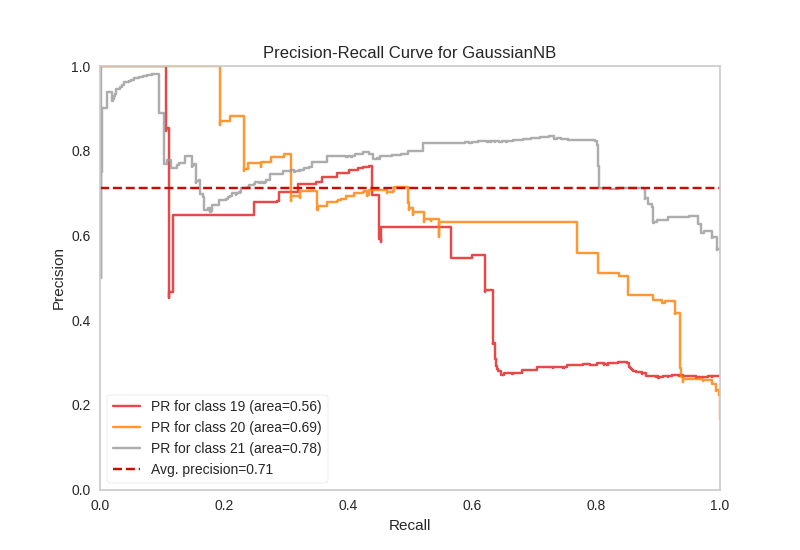 Precision-Recall Curve for GaussianNB
1.0
0.8
0.6
0.4
0.2
0.0
Precision
PR for class 19 (area=0.56)
PR for class 20 (area=0.69)
PR for class 21 (area=0.78)
Avg. precision=0.71
0.0 0.2 0.4 0.6 0.8 1.0
Recall